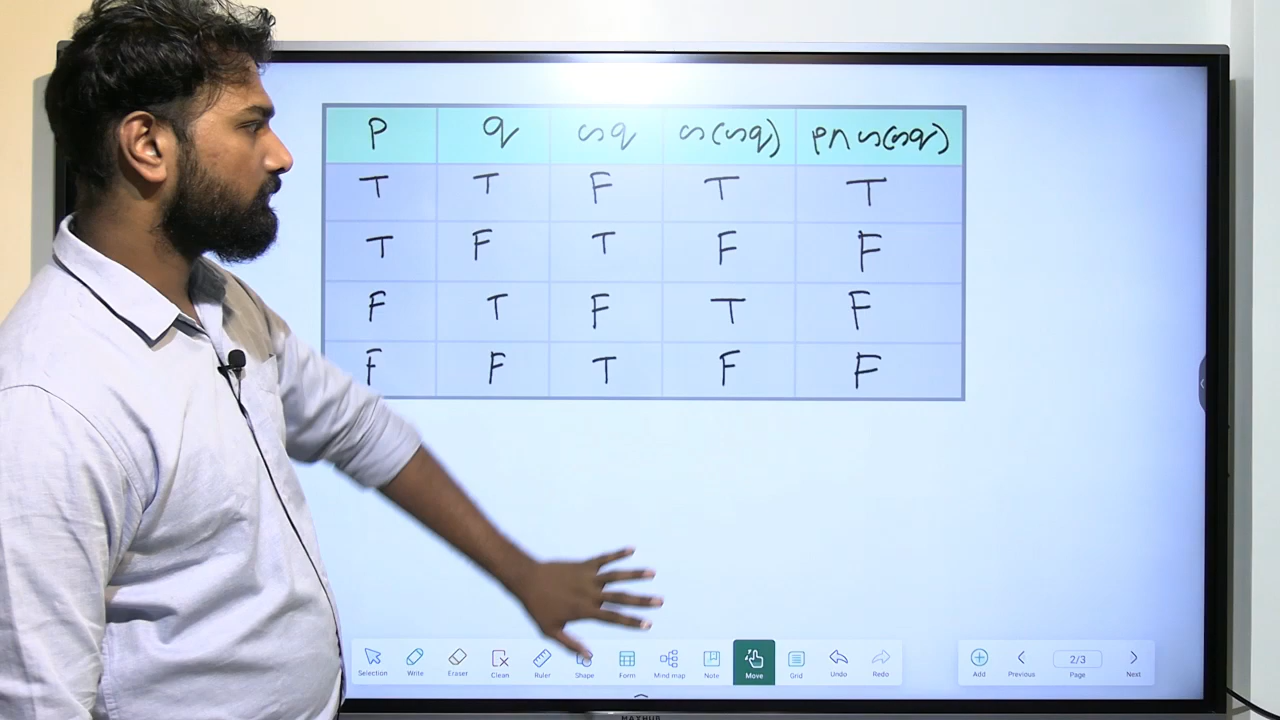 p q ~q ~(~q) p∧~(~q)
T T F T T
T F T F F
F T F T F
F F T F F
Selection Write Eraser Clean Ruler Shape Form Mind map Note Move Grid Undo Redo Add Previous 2/3 Page Next
MAXHUB